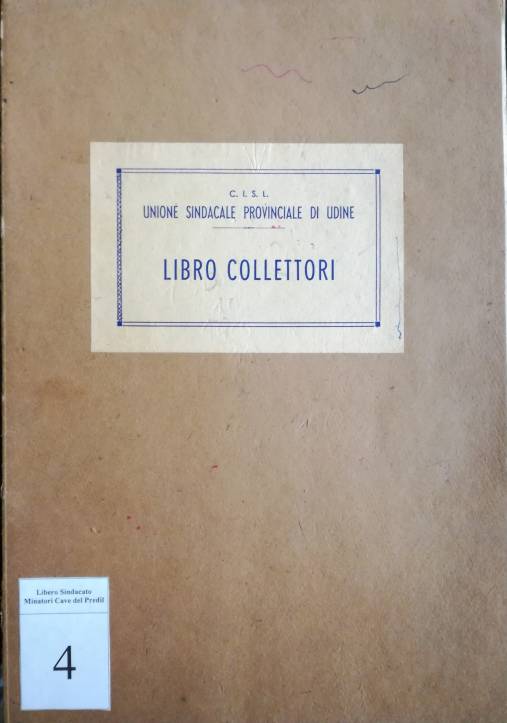 C. I. S. L.
UNIONE SINDACALE PROVINCIALE DI UDINE
LIBRO COLLETTORI
Libero Sindacato
Minatori Cave del Predil
4